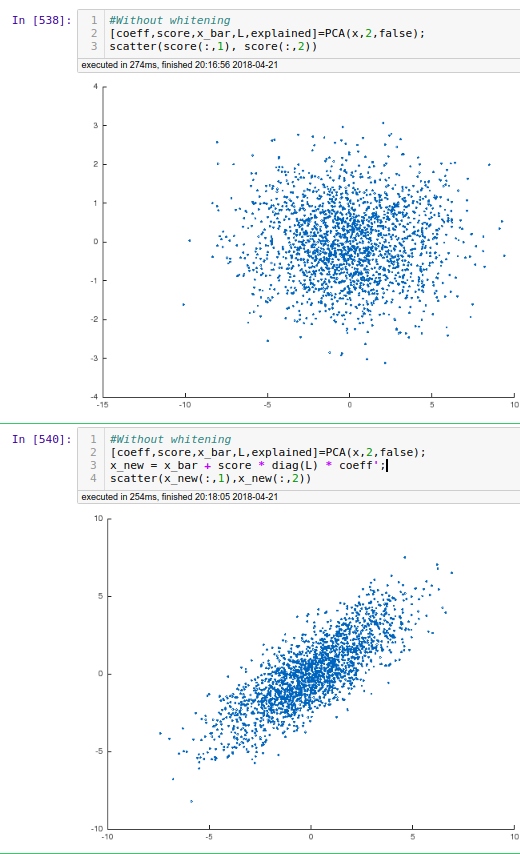 In [538]:
1 #Without whitening
2 [coeff,score,x_bar,L,explained]=PCA(x,2,false);
3 scatter(score(:,1), score(:,2))
executed in 274ms, finished 20:16:56 2018-04-21
4
3
2
1
0
-1
-2
-3
-4
-15 -10 -5 0 5 10
In [540]:
1 #Without whitening
2 [coeff,score,x_bar,L,explained]=PCA(x,2,false);
3 x_new = x_bar + score * diag(L) * coeff';
4 scatter(x_new(:,1),x_new(:,2))
executed in 254ms, finished 20:18:05 2018-04-21
10
5
0
-5
-10
-10 -5 0 5 10